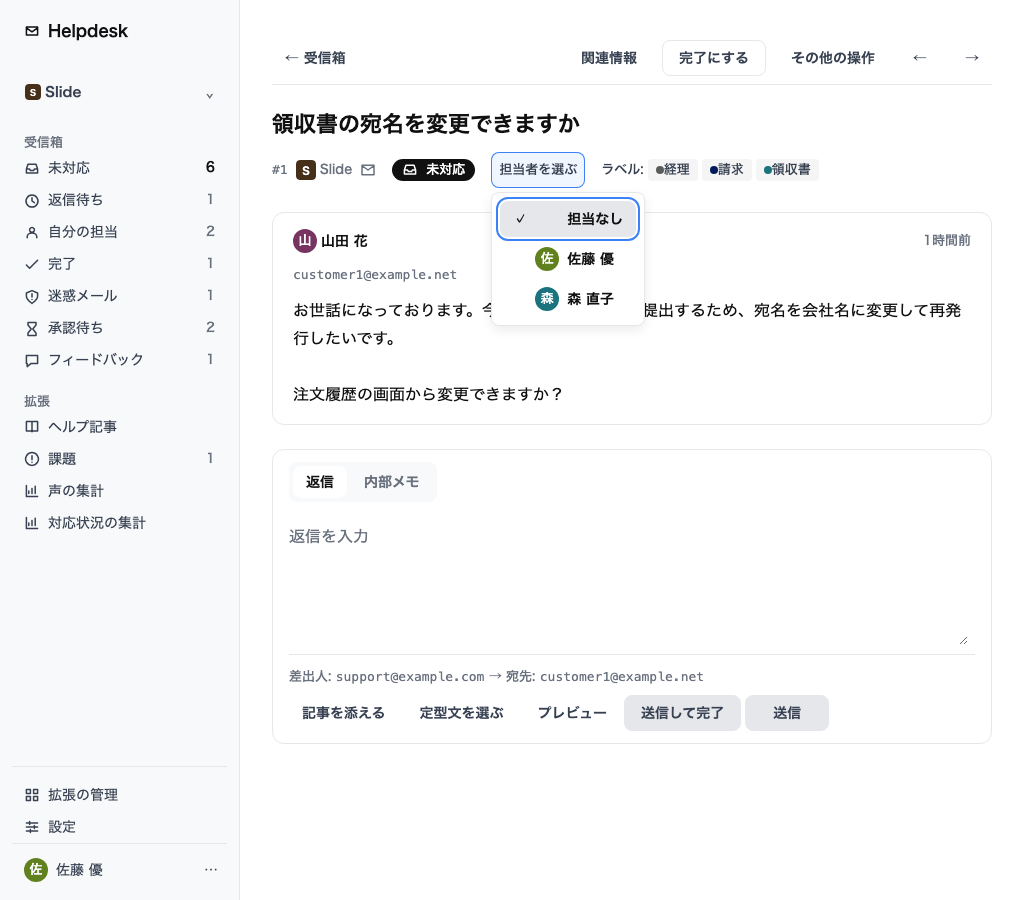 Helpdesk
S Slide
受信箱
未対応 6
返信待ち 1
自分の担当 2
完了 1
迷惑メール 1
承認待ち 2
フィードバック 1
拡張
ヘルプ記事
課題 1
声の集計
対応状況の集計
拡張の管理
設定
佐 佐藤 優 ···
← 受信箱 関連情報 完了にする その他の操作 ← →
領収書の宛名を変更できますか
#1 S Slide 未対応 担当者を選ぶ ラベル: 経理 請求 領収書
✓ 担当なし
佐 佐藤 優
森 森 直子
山 山田 花 1時間前
customer1@example.net
お世話になっております。今 提出するため、宛名を会社名に変更して再発
行したいです。
注文履歴の画面から変更できますか？
返信 内部メモ
返信を入力
差出人: support@example.com → 宛先: customer1@example.net
記事を添える 定型文を選ぶ プレビュー 送信して完了 送信